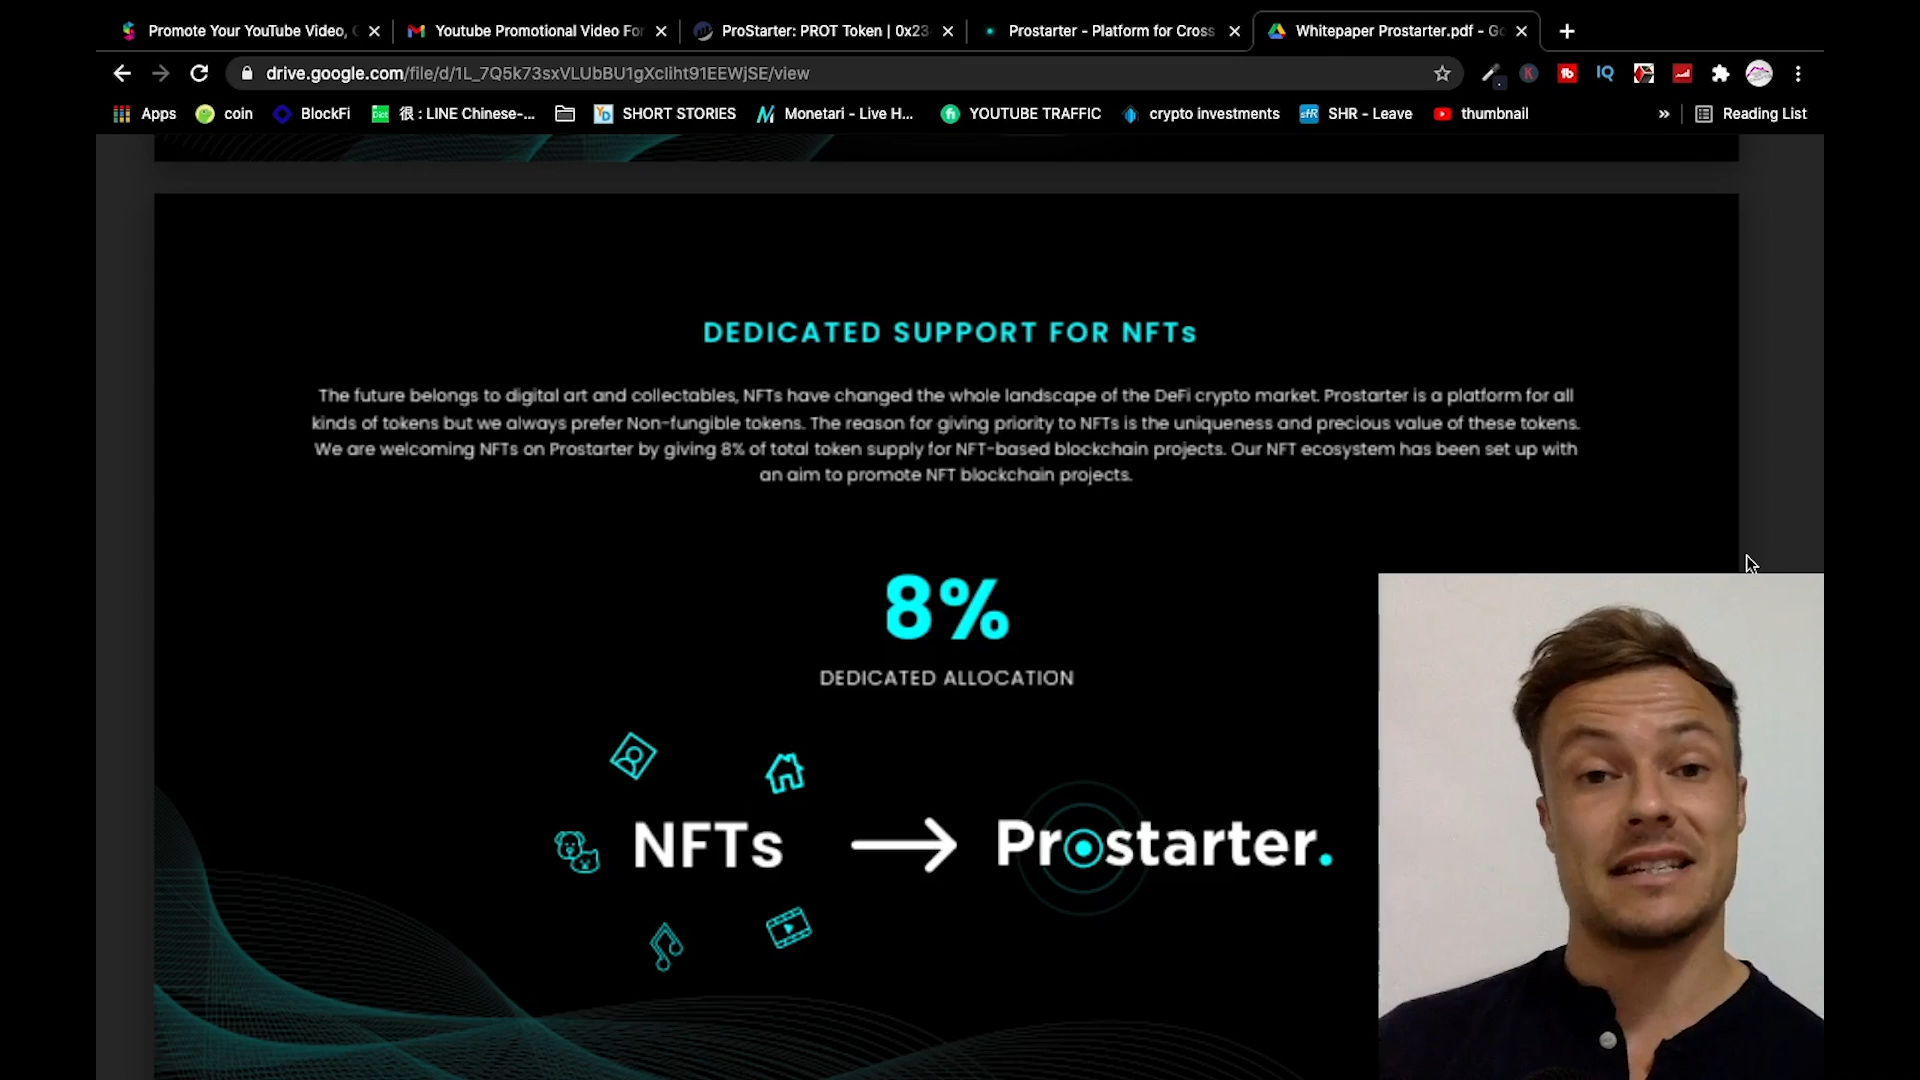 Promote Your YouTube Video,
Youtube Promotional Video For
ProStarter: PROT Token | 0x23
Prostarter - Platform for Cross
Whitepaper Prostarter.pdf - Go
drive.google.com/file/d/1L_7Q5k73sxVLUbBU1gXcIiht91EEWjSE/view
Apps
coin
BlockFi
很 : LINE Chinese-...
SHORT STORIES
Monetari - Live H...
YOUTUBE TRAFFIC
crypto investments
SHR - Leave
thumbnail
»
Reading List
DEDICATED SUPPORT FOR NFTs
The future belongs to digital art and collectables, NFTs have changed the whole landscape of the DeFi crypto market. Prostarter is a platform for all
kinds of tokens but we always prefer Non-fungible tokens. The reason for giving priority to NFTs is the uniqueness and precious value of these tokens.
We are welcoming NFTs on Prostarter by giving 8% of total token supply for NFT-based blockchain projects. Our NFT ecosystem has been set up with
an aim to promote NFT blockchain projects.
8%
DEDICATED ALLOCATION
NFTs
Prostarter.